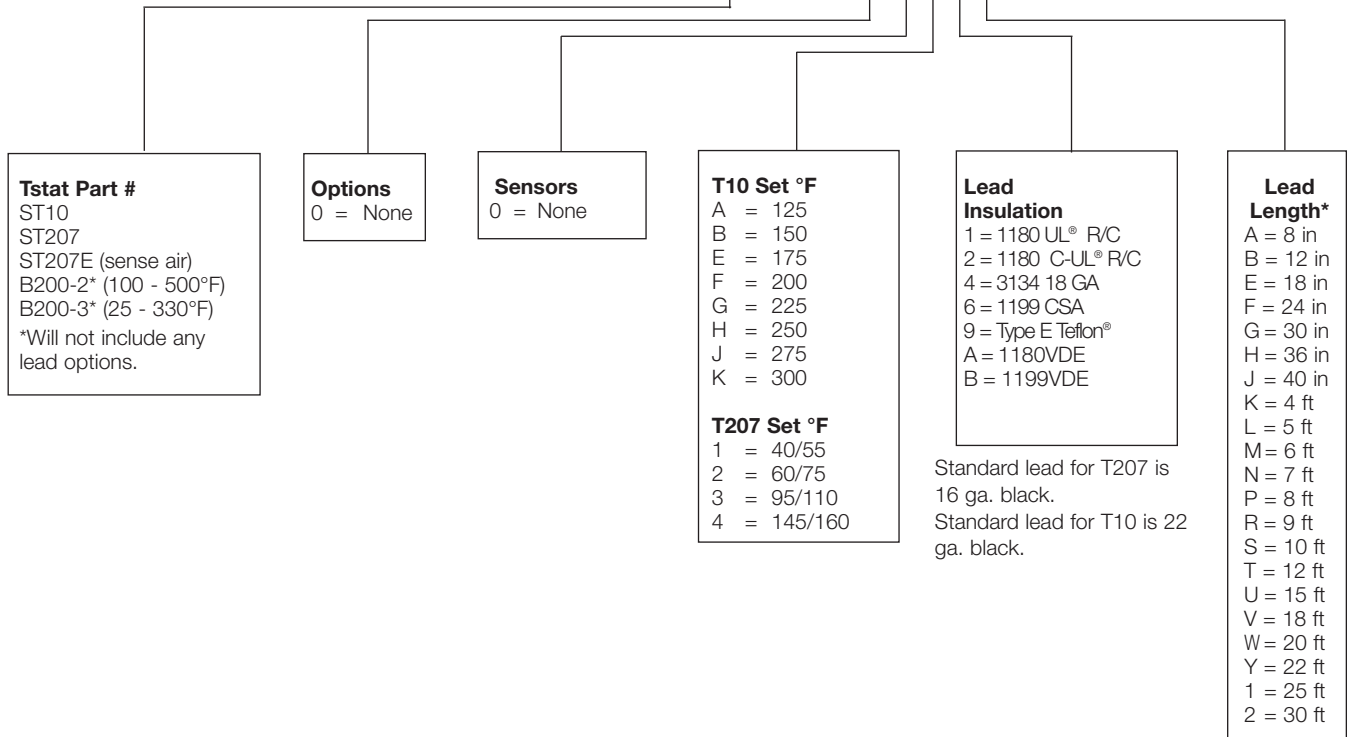 Tstat Part #
ST10
ST207
ST207E (sense air)
B200-2* (100 - 500°F)
B200-3* (25 - 330°F)
*Will not include any
lead options.
Options
0 = None
Sensors
0 = None
T10 Set °F
A = 125
B = 150
E = 175
F = 200
G = 225
H = 250
J = 275
K = 300
T207 Set °F
1 = 40/55
2 = 60/75
3 = 95/110
4 = 145/160
Lead
Insulation
1 = 1180 UL® R/C
2 = 1180 C-UL® R/C
4 = 3134 18 GA
6 = 1199 CSA
9 = Type E Teflon®
A = 1180VDE
B = 1199VDE
Standard lead for T207 is
16 ga. black.
Standard lead for T10 is 22
ga. black.
Lead
Length*
A = 8 in
B = 12 in
E = 18 in
F = 24 in
G = 30 in
H = 36 in
J = 40 in
K = 4 ft
L = 5 ft
M = 6 ft
N = 7 ft
P = 8 ft
R = 9 ft
S = 10 ft
T = 12 ft
U = 15 ft
V = 18 ft
W = 20 ft
Y = 22 ft
1 = 25 ft
2 = 30 ft